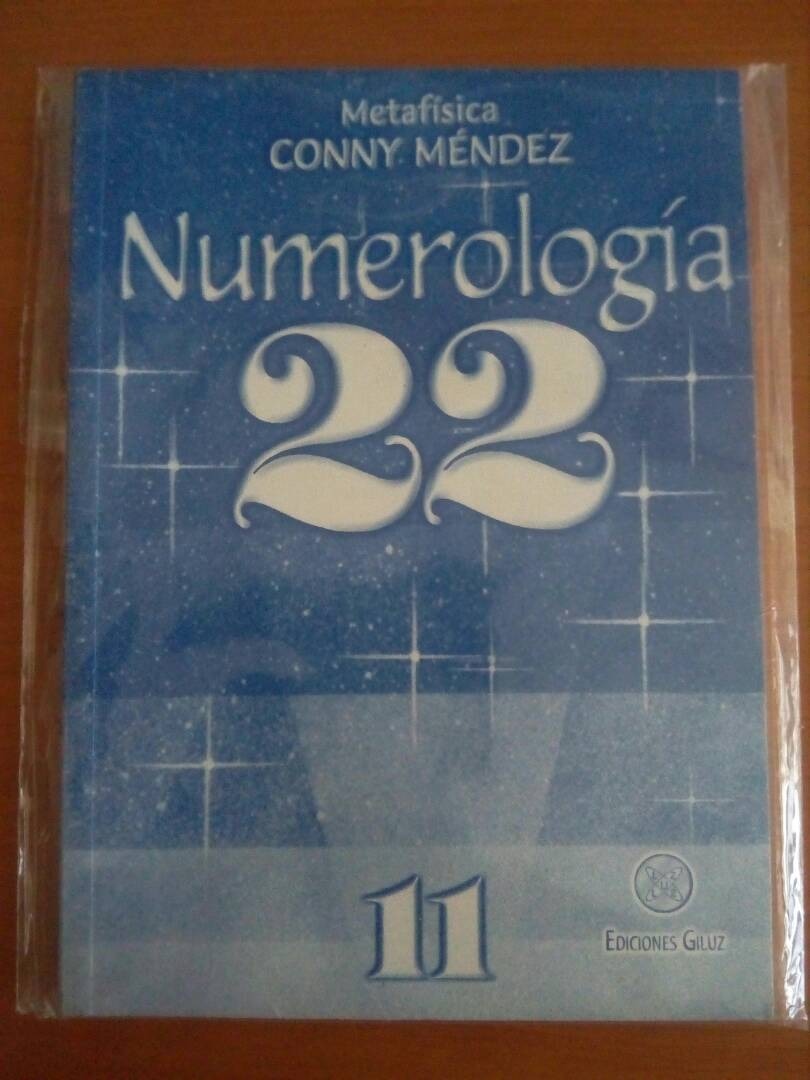 Metafísica
CONNY MÉNDEZ
Numerología
22
11
EDICIONES GILUZ